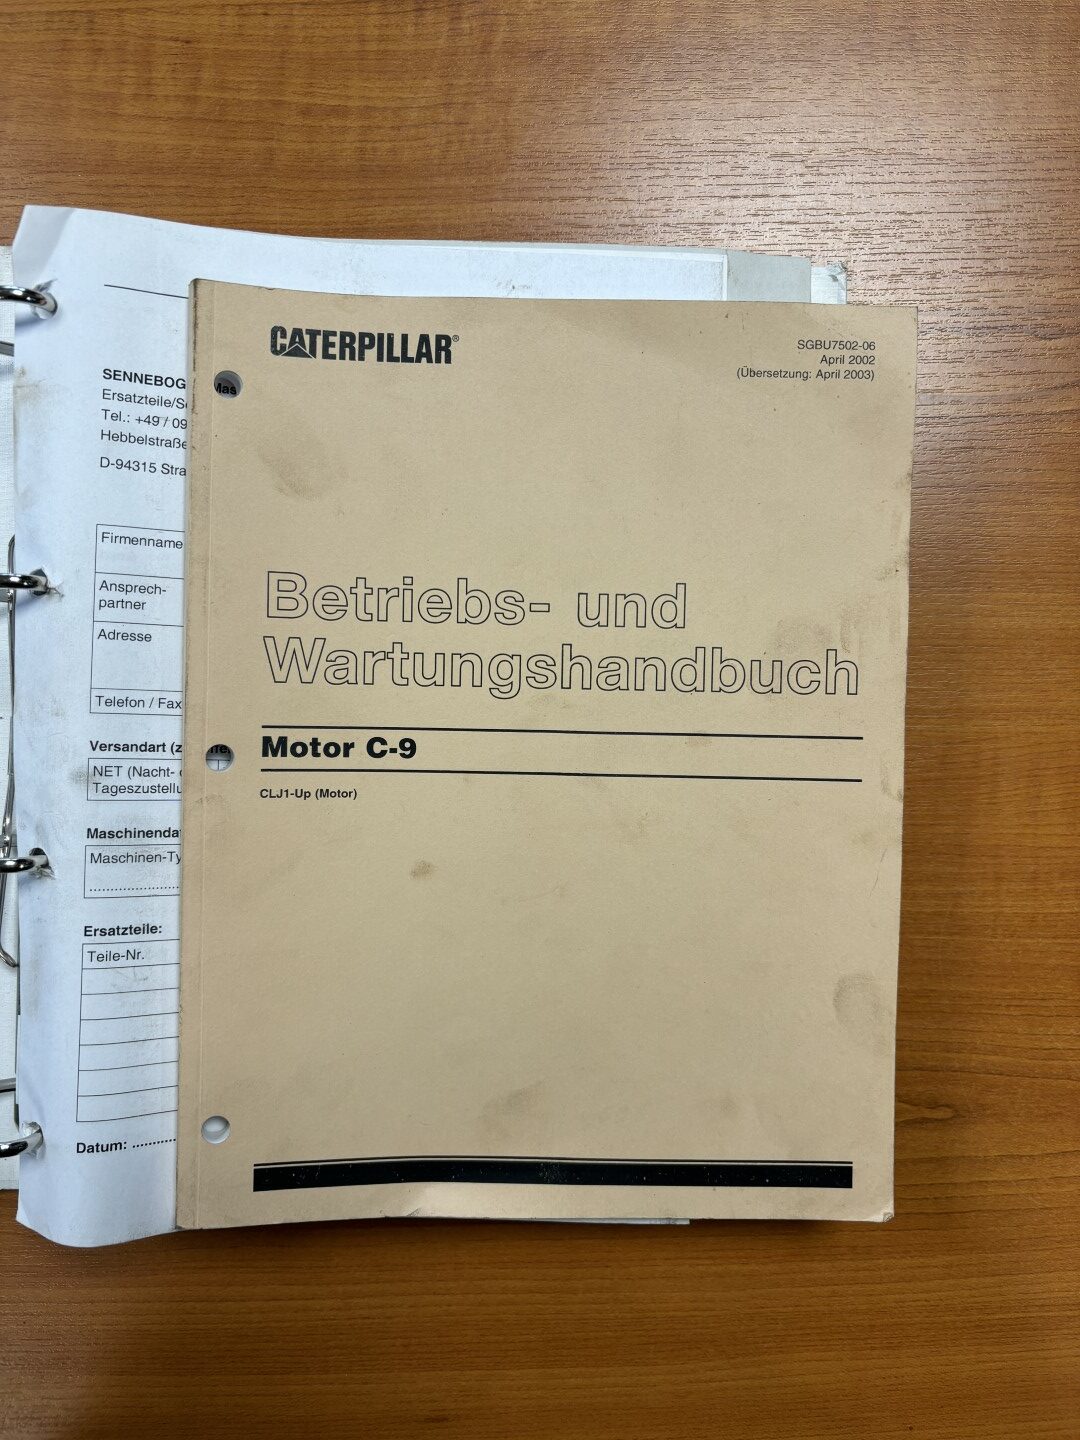 CATERPILLAR®
SGBU7502-06
April 2002
(Übersetzung: April 2003)
Betriebs- und
Wartungshandbuch
Motor C-9
CLJ1-Up (Motor)
SENNEBOG
Ersatzteile/Se
Tel.: +49 / 09
Hebbelstraße
D-94315 Stra
Firmenname
Ansprech-
partner
Adresse
Telefon / Fax
Versandart (z
NET (Nacht-
Tageszustellu
Maschinenda
Maschinen-Ty
Ersatzteile:
Teile-Nr.
Datum:
Mas